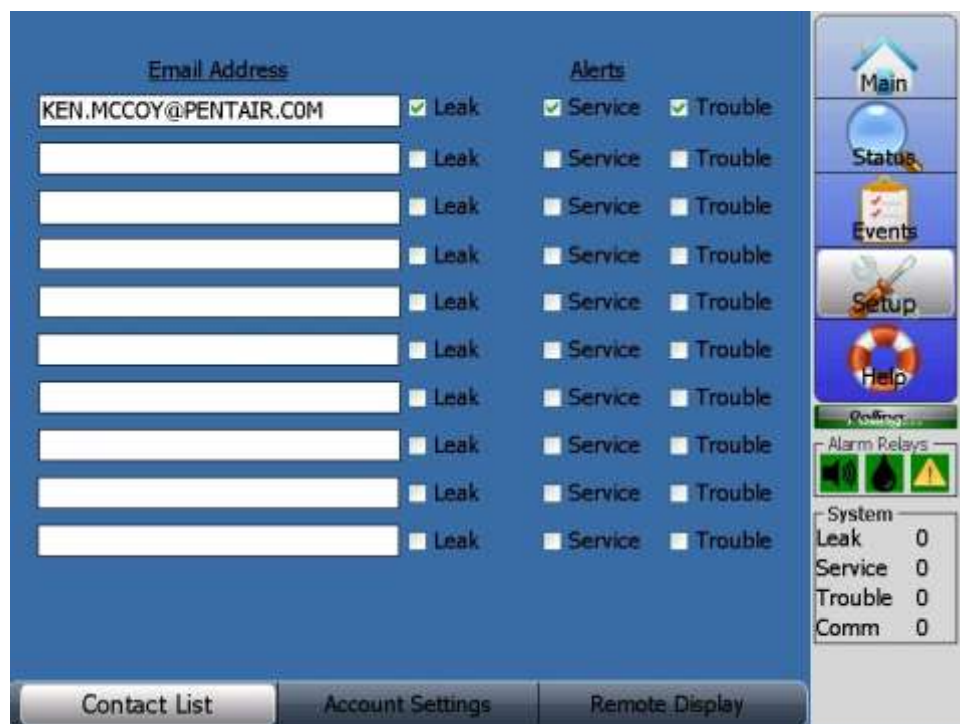 Email Address Alerts
KEN.MCCOY@PENTAIR.COM Leak Service Trouble
Leak Service Trouble
Leak Service Trouble
Leak Service Trouble
Leak Service Trouble
Leak Service Trouble
Leak Service Trouble
Leak Service Trouble
Leak Service Trouble
Leak Service Trouble
Contact List Account Settings Remote Display
Main
Status
Events
Setup
Help
Polling...
Alarm Relays
System
Leak 0
Service 0
Trouble 0
Comm 0